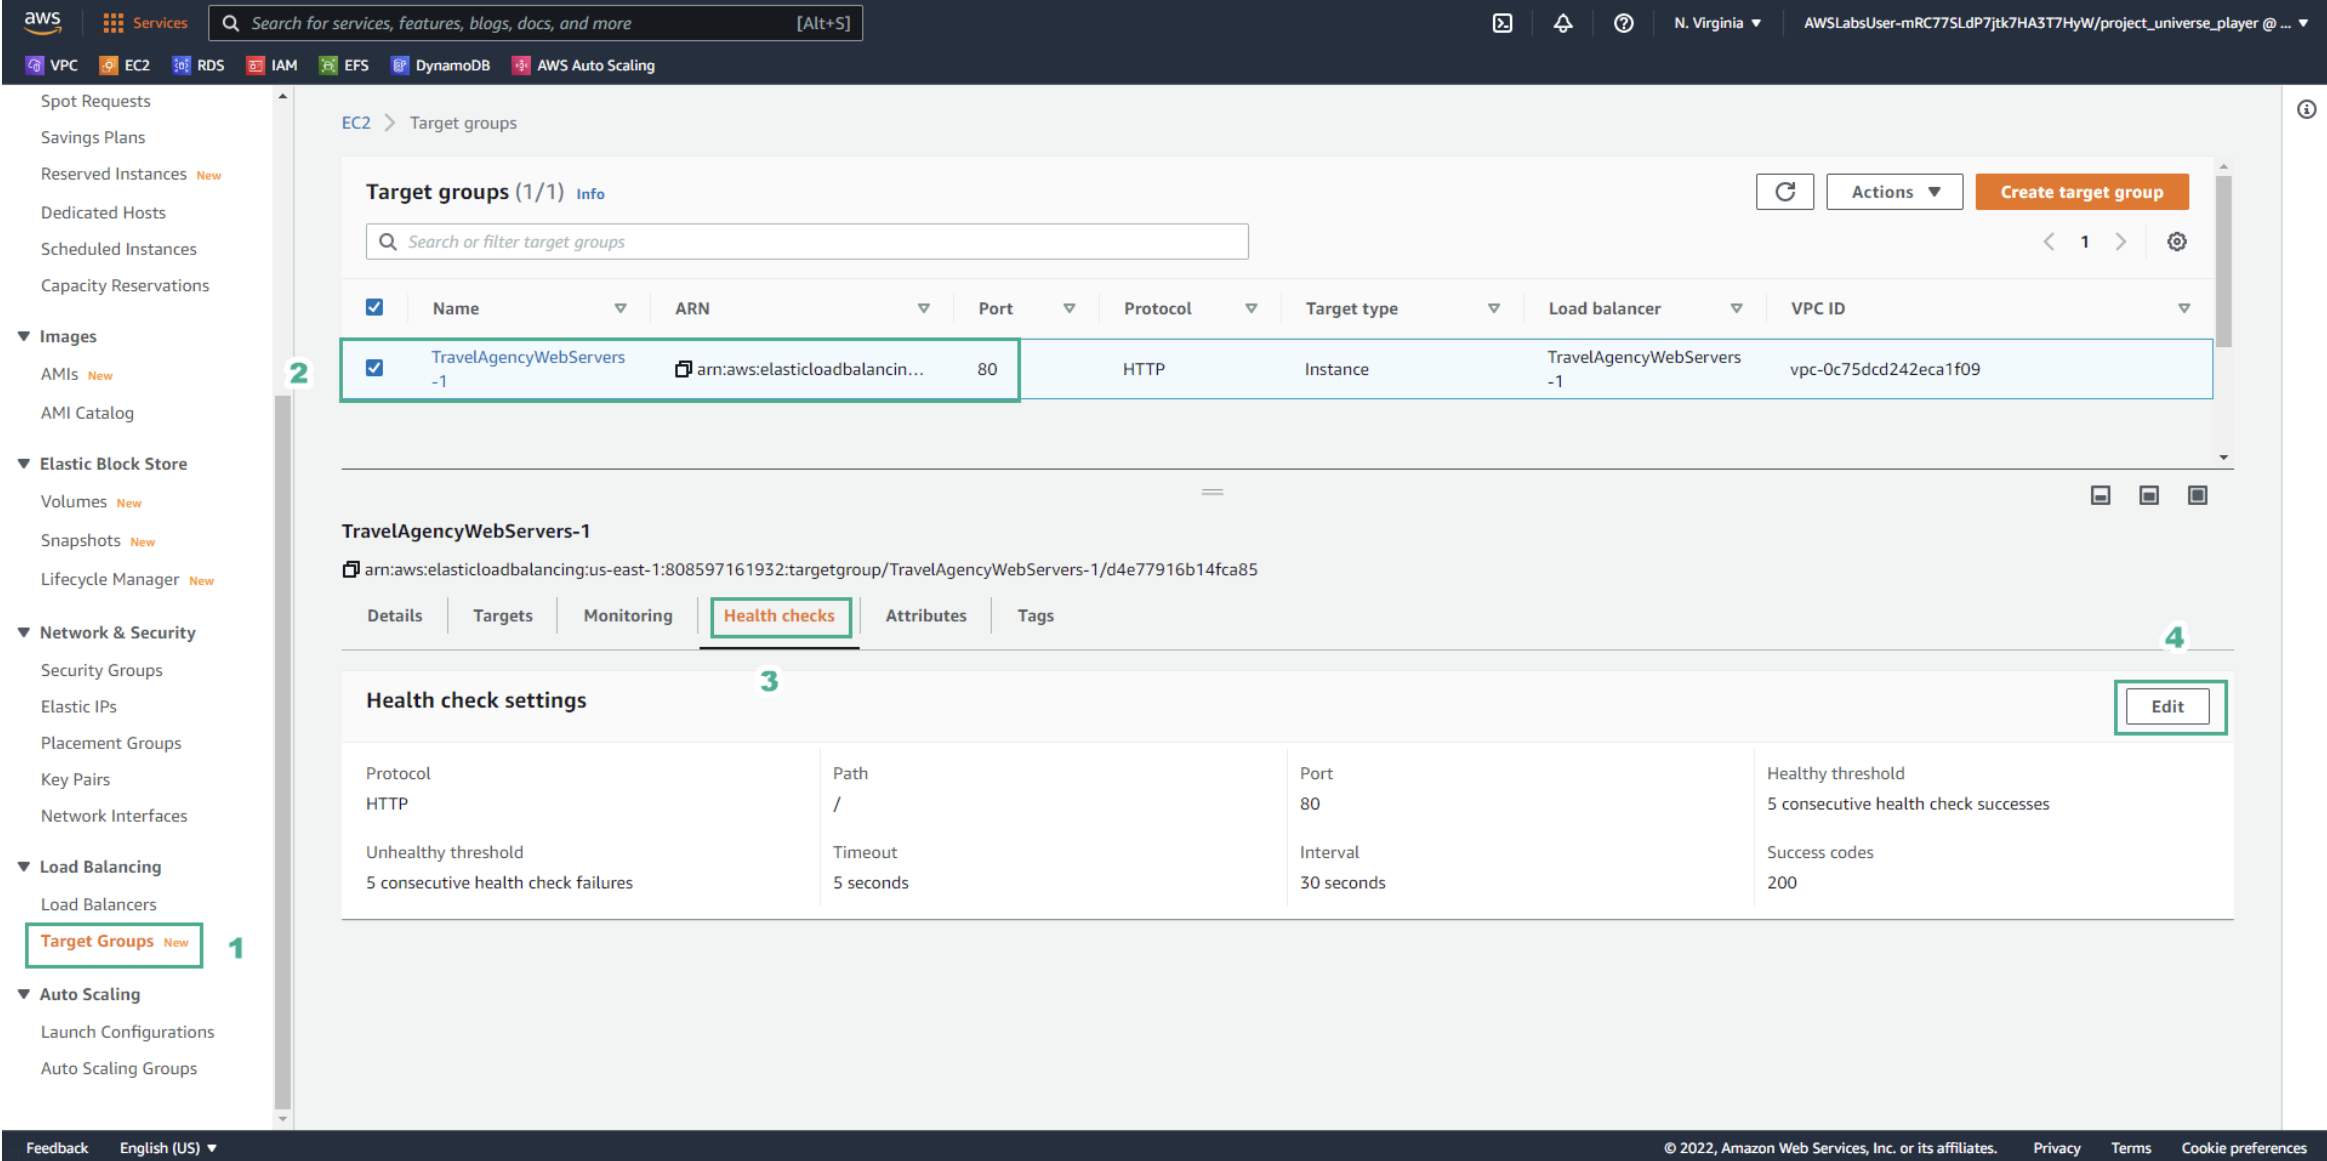 aws
Services
Search for services, features, blogs, docs, and more [Alt+S]
N. Virginia ▼
AWSLabsUser-mRC77SLdP7jtk7HA3T7HyW/project_universe_player @ ... ▼
VPC EC2 RDS IAM EFS DynamoDB AWS Auto Scaling
Spot Requests
Savings Plans
Reserved Instances New
Dedicated Hosts
Scheduled Instances
Capacity Reservations
Images
AMIs New
AMI Catalog
Elastic Block Store
Volumes New
Snapshots New
Lifecycle Manager New
Network & Security
Security Groups
Elastic IPs
Placement Groups
Key Pairs
Network Interfaces
Load Balancing
Load Balancers
Target Groups New
1
Auto Scaling
Launch Configurations
Auto Scaling Groups
EC2 > Target groups
Target groups (1/1) Info
Actions ▼
Create target group
Search or filter target groups
< 1 >
Name ARN Port Protocol Target type Load balancer VPC ID
2
TravelAgencyWebServers
-1
arn:aws:elasticloadbalancin...
80
HTTP
Instance
TravelAgencyWebServers
-1
vpc-0c75dcd242eca1f09
TravelAgencyWebServers-1
arn:aws:elasticloadbalancing:us-east-1:808597161932:targetgroup/TravelAgencyWebServers-1/d4e77916b14fca85
Details Targets Monitoring Health checks Attributes Tags
3
4
Health check settings
Edit
Protocol
HTTP
Path
/
Port
80
Healthy threshold
5 consecutive health check successes
Unhealthy threshold
5 consecutive health check failures
Timeout
5 seconds
Interval
30 seconds
Success codes
200
Feedback English (US) ▼
© 2022, Amazon Web Services, Inc. or its affiliates. Privacy Terms Cookie preferences